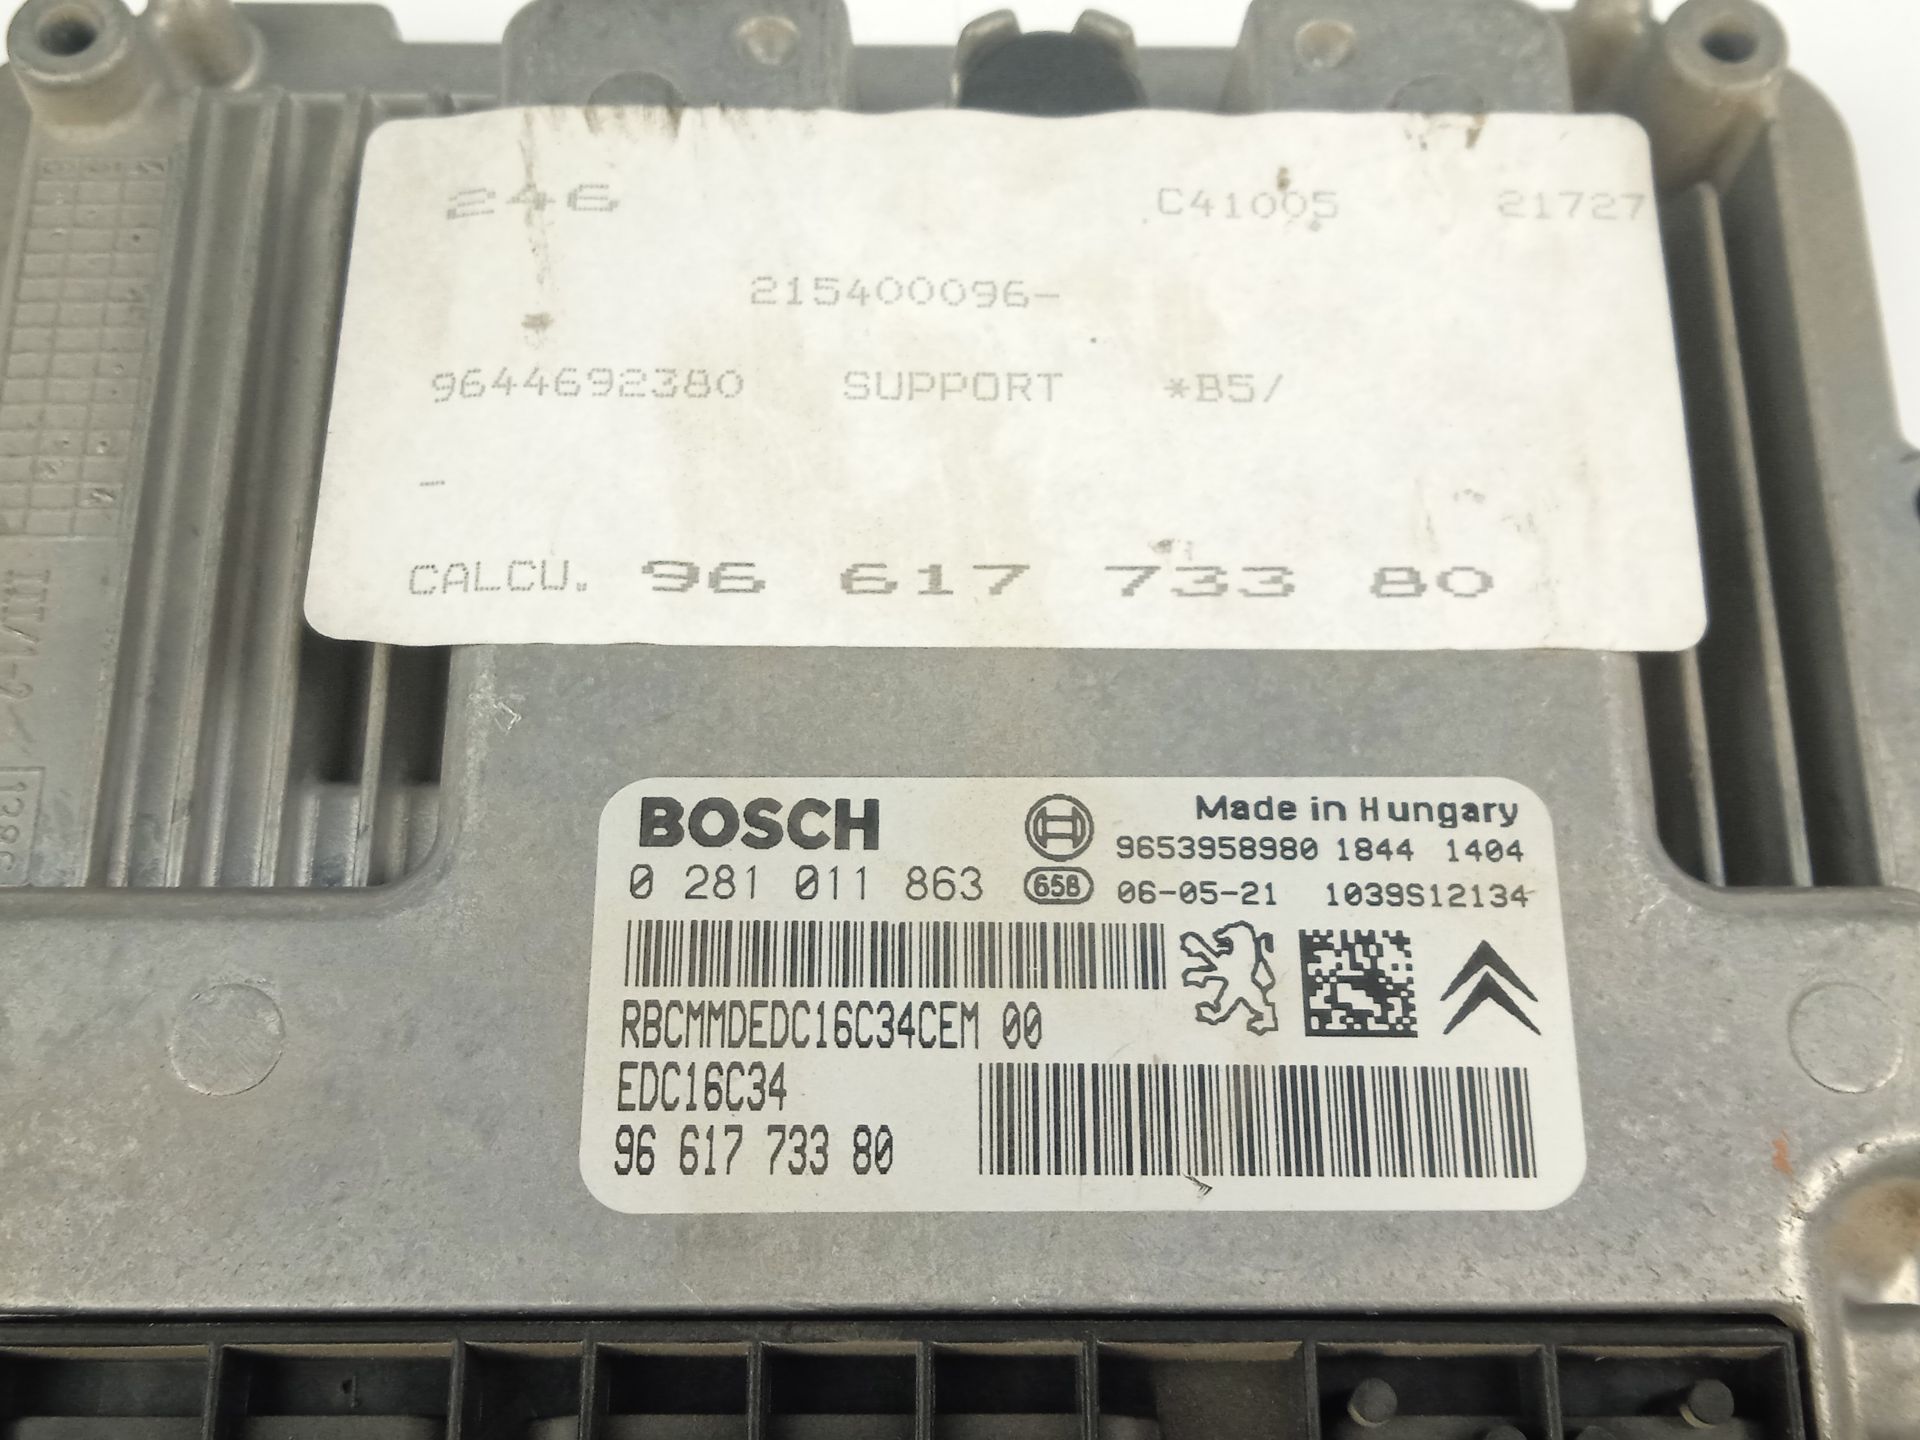 246 C41005 21727
215400096-
9644692380 SUPPORT *B5/
-
CALCU. 96 617 733 80
BOSCH Made in Hungary
9653958980 1844 1404
0 281 011 863 658 06-05-21 1039S12134
RBCMMDEDC16C34CEM 00
EDC16C34
96 617 733 80